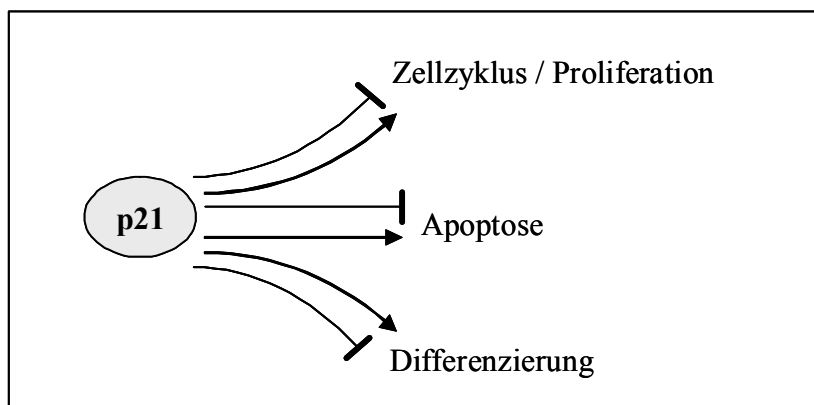 Zellzyklus / Proliferation
p21
Apoptose
Differenzierung